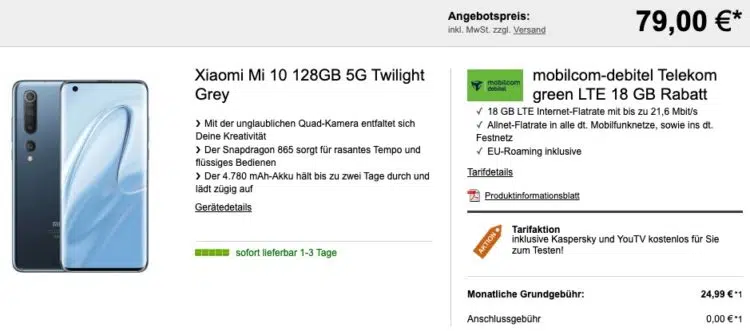 Angebotspreis:
inkl. MwSt. zzgl. Versand
79,00 €*
Xiaomi Mi 10 128GB 5G Twilight
Grey
❯ Mit der unglaublichen Quad-Kamera entfaltet sich
Deine Kreativität
❯ Der Snapdragon 865 sorgt für rasantes Tempo und
flüssiges Bedienen
❯ Der 4.780 mAh-Akku hält bis zu zwei Tage durch und
lädt zügig auf
Gerätedetails
sofort lieferbar 1-3 Tage
mobilcom
debitel
mobilcom-debitel Telekom
green LTE 18 GB Rabatt
✓ 18 GB LTE Internet-Flatrate mit bis zu 21,6 Mbit/s
✓ Allnet-Flatrate in alle dt. Mobilfunknetze, sowie ins dt.
Festnetz
✓ EU-Roaming inklusive
Tarifdetails
Produktinformationsblatt
AKTION
Tarifaktion
inklusive Kaspersky und YouTV kostenlos für Sie
zum Testen!
Monatliche Grundgebühr: 24,99 €*1
Anschlussgebühr 0,00 €*1